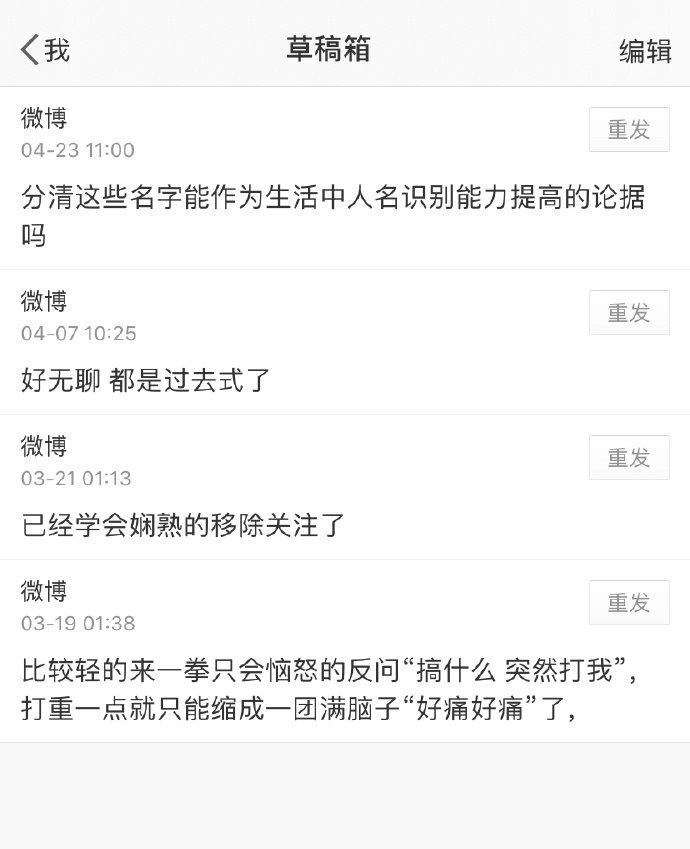 我
草稿箱
编辑
微博
重发
04-23 11:00
分清这些名字能作为生活中人名识别能力提高的论据
吗
微博
重发
04-07 10:25
好无聊 都是过去式了
微博
重发
03-21 01:13
已经学会娴熟的移除关注了
微博
重发
03-19 01:38
比较轻的来一拳只会恼怒的反问“搞什么 突然打我”,
打重一点就只能缩成一团满脑子“好痛好痛”了,